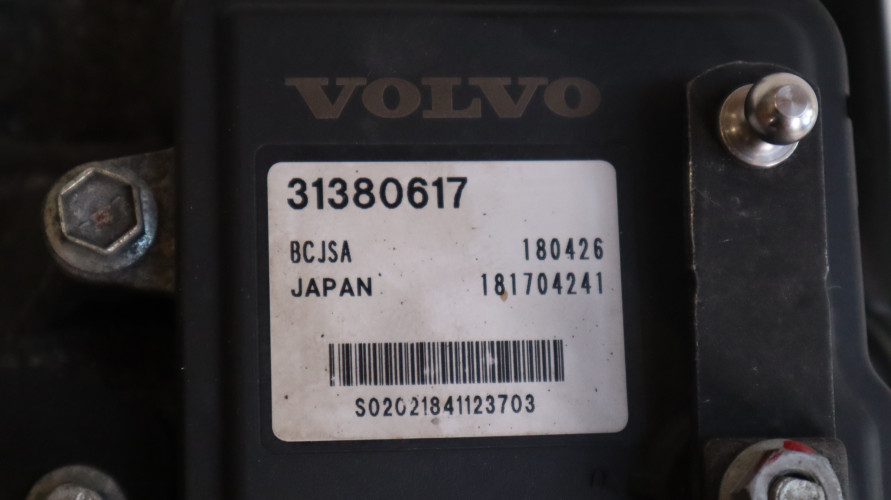 VOLVO
31380617
BCJSA 180426
JAPAN 181704241
S02021841123703